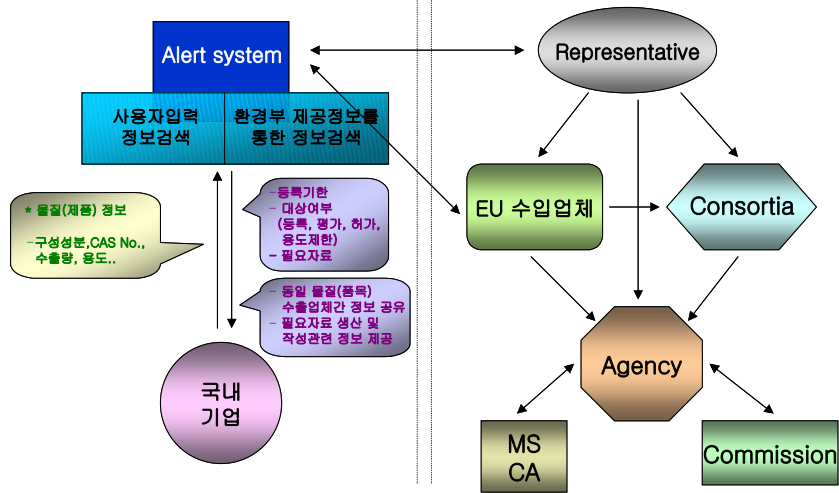 Alert system
사용자입력
정보검색
환경부 제공정보를
통한 정보검색
* 물질(제품) 정보
-구성성분,CAS No.,
수출량, 용도..
-등록기한
- 대상여부
(등록, 평가, 허가,
용도제한)
- 필요자료
- 동일 물질(품목)
수출업체간 정보 공유
- 필요자료 생산 및
작성관련 정보 제공
국내
기업
Representative
EU 수입업체
Consortia
Agency
MS
CA
Commission